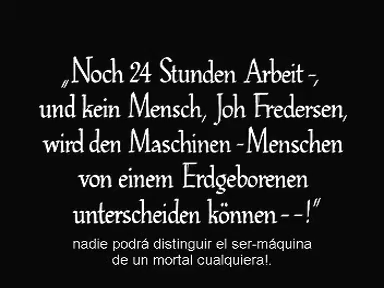 „Noch 24 Stunden Arbeit -,
und kein Mensch, Joh Fredersen,
wird den Maschinen - Menschen
von einem Erdgeborenen
unterscheiden können - - !"
nadie podrá distinguir el ser-máquina
de un mortal cualquiera!.